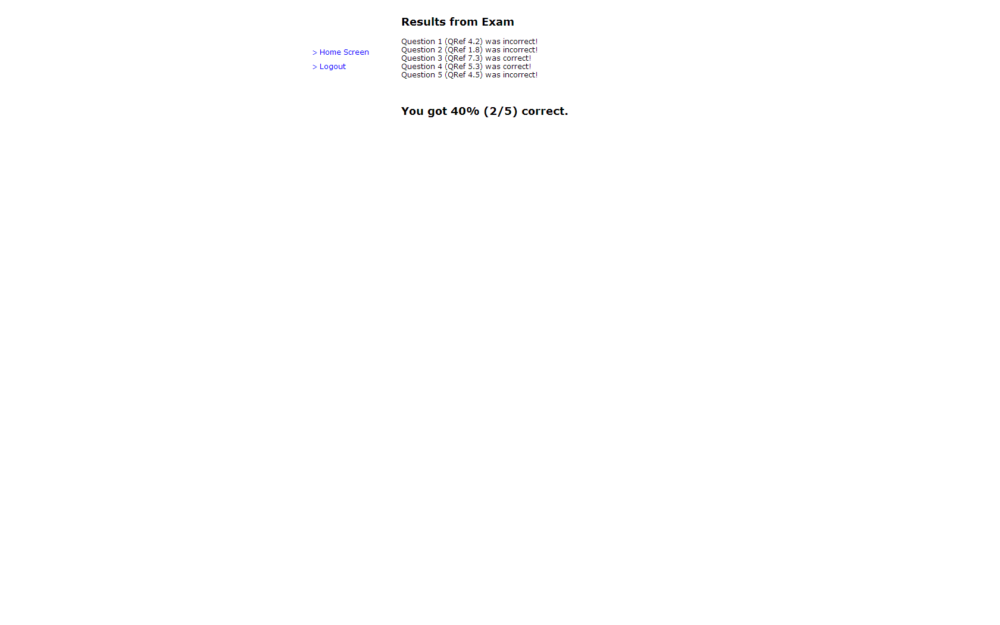 Results from Exam
> Home Screen
> Logout
Question 1 (QRef 4.2) was incorrect!
Question 2 (QRef 1.8) was incorrect!
Question 3 (QRef 7.3) was correct!
Question 4 (QRef 5.3) was correct!
Question 5 (QRef 4.5) was incorrect!
You got 40% (2/5) correct.